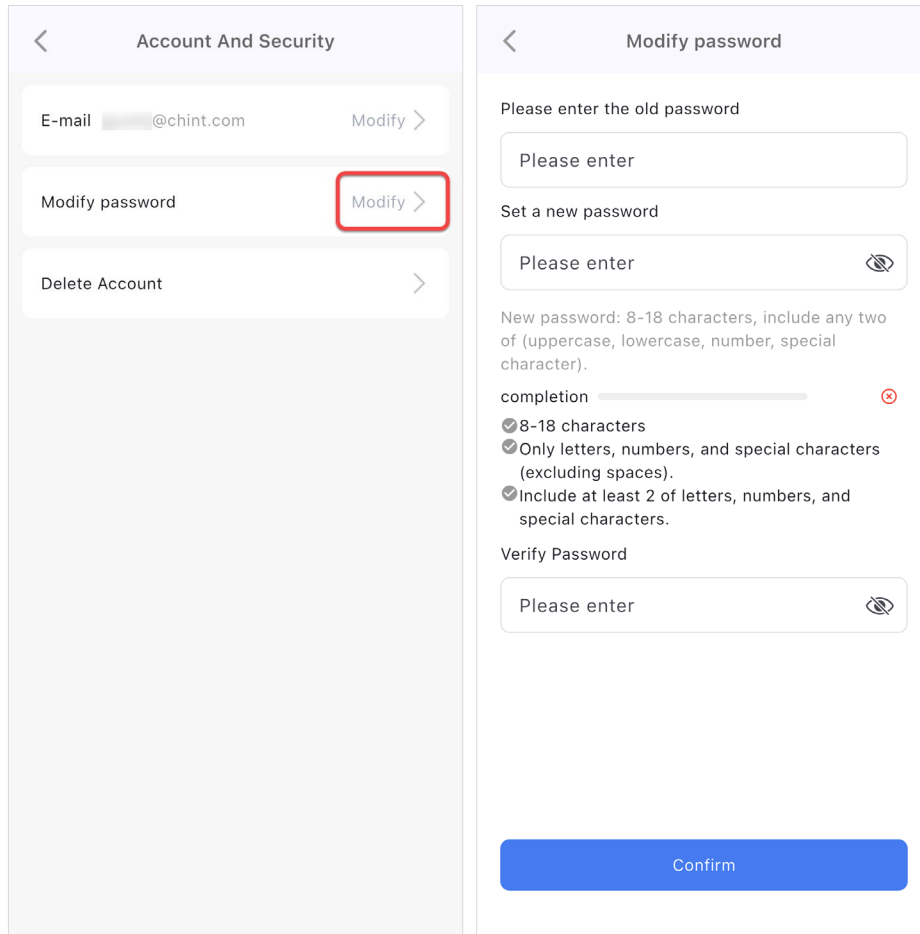 Account And Security
E-mail @chint.com Modify
Modify password Modify
Delete Account
Modify password
Please enter the old password
Please enter
Set a new password
Please enter
New password: 8-18 characters, include any two
of (uppercase, lowercase, number, special
character).
completion
8-18 characters
Only letters, numbers, and special characters
(excluding spaces).
Include at least 2 of letters, numbers, and
special characters.
Verify Password
Please enter
Confirm